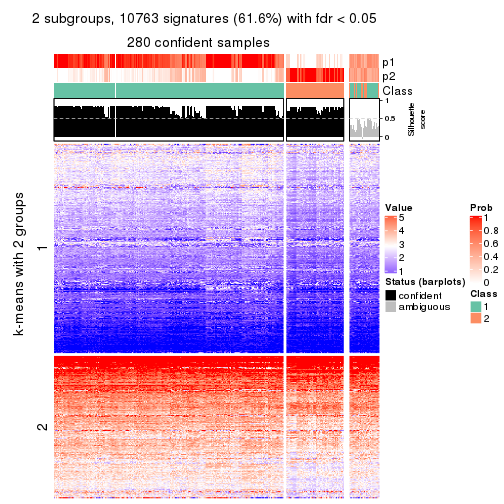 2 subgroups, 10763 signatures (61.6%) with fdr < 0.05
280 confident samples
p1
p2
Class
1
0.5
0
Silhouette
score
k-means with 2 groups
1
2
Value
5
4
3
2
1
Status (barplots)
confident
ambiguous
Prob
1
0.8
0.6
0.4
0.2
0
Class
1
2